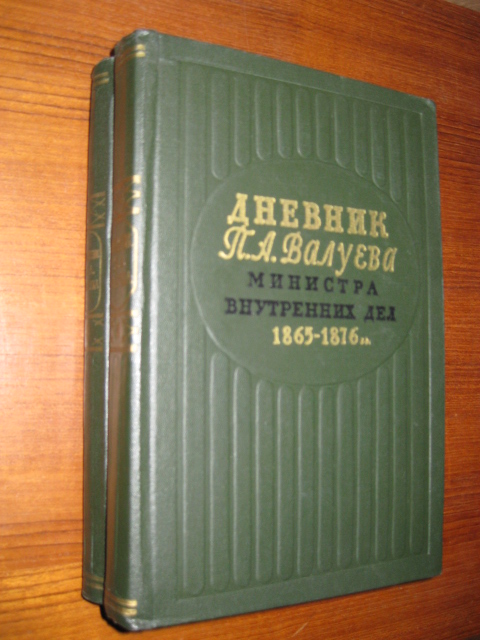 ДНЕВНИК
П.А.ВАЛУЕВА
МИНИСТРА
ВНУТРЕННИХ ДЕЛ
1865-1876 гг.